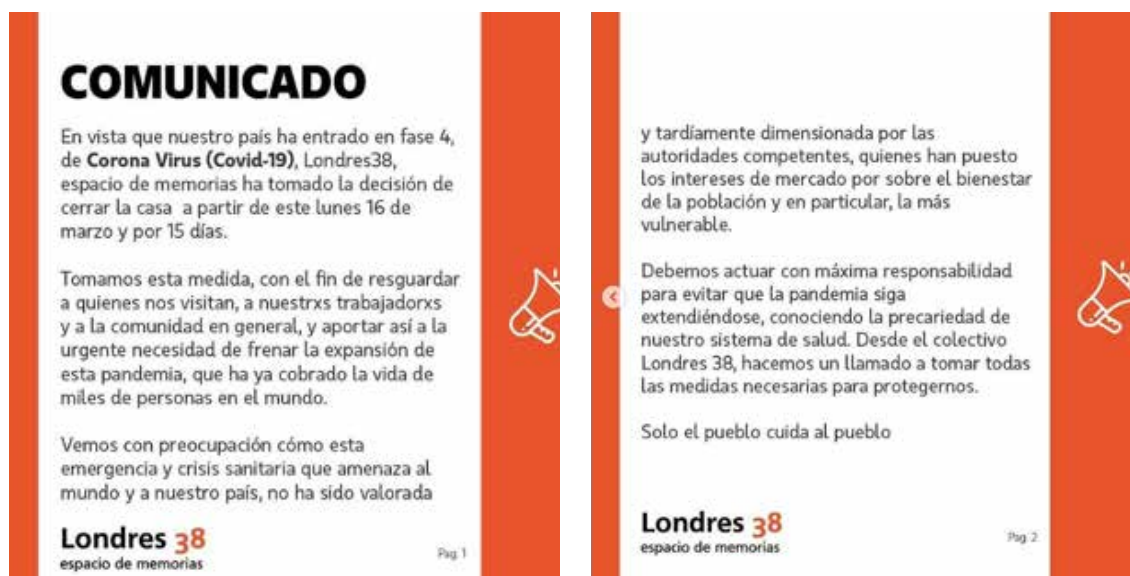 COMUNICADO
En vista que nuestro país ha entrado en fase 4,
de Corona Virus (Covid-19), Londres38,
espacio de memorias ha tomado la decisión de
cerrar la casa a partir de este lunes 16 de
marzo y por 15 días.
Tomamos esta medida, con el fin de resguardar
a quienes nos visitan, a nuestrxs trabajadorxs
y a la comunidad en general, y aportar así a la
urgente necesidad de frenar la expansión de
esta pandemia, que ha ya cobrado la vida de
miles de personas en el mundo.
Vemos con preocupación cómo esta
emergencia y crisis sanitaria que amenaza al
mundo y a nuestro país, no ha sido valorada
Londres 38
espacio de memorias
Pag. 1
y tardíamente dimensionada por las
autoridades competentes, quienes han puesto
los intereses de mercado por sobre el bienestar
de la población y en particular, la más
vulnerable.
Debemos actuar con máxima responsabilidad
para evitar que la pandemia siga
extendiéndose, conociendo la precariedad de
nuestro sistema de salud. Desde el colectivo
Londres 38, hacemos un llamado a tomar todas
las medidas necesarias para protegernos.
Solo el pueblo cuida al pueblo
Londres 38
espacio de memorias
Pag. 2